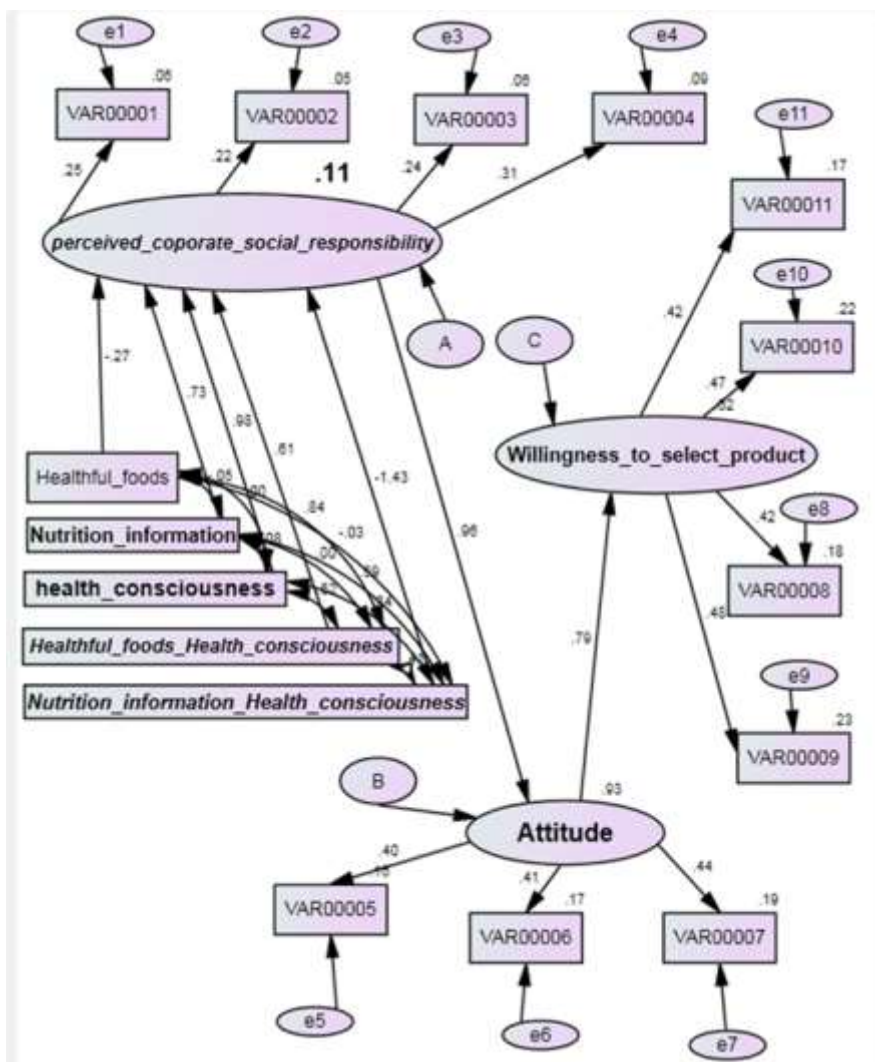 e1
e2
e3
e4
.06
.05
.06
.09
VAR00001
VAR00002
VAR00003
VAR00004
e11
.17
VAR00011
.25
.22
.11
.24
.31
perceived_coporate_social_responsibility
e10
.22
VAR00010
.42
A
C
-.27
.73
.47
.62
Willingness_to_select_product
.61
Healthful_foods
-1.43
.84
-.03
.96
.42
e8
.18
VAR00008
Nutrition_information
.00
health_consciousness
Healthful_foods_Health_consciousness
.79
Nutrition_information_Health_consciousness
e9
.23
VAR00009
B
.93
Attitude
.40
.41
.44
VAR00005
.17
VAR00006
.19
VAR00007
e5
e6
e7